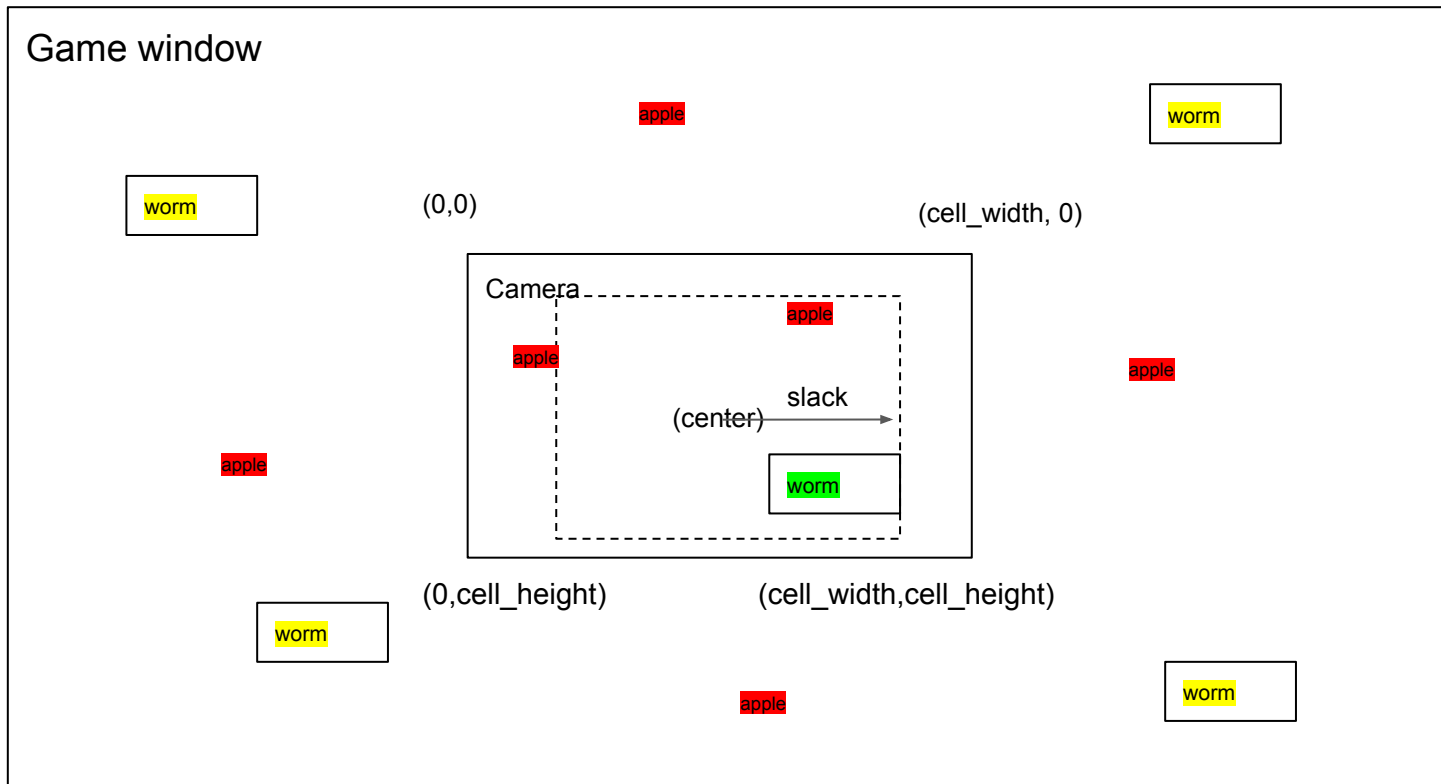 Game window
apple
worm
worm
(0,0)
(cell_width, 0)
Camera
apple
apple
apple
slack
(center)
apple
worm
(0,cell_height)
(cell_width,cell_height)
worm
worm
apple